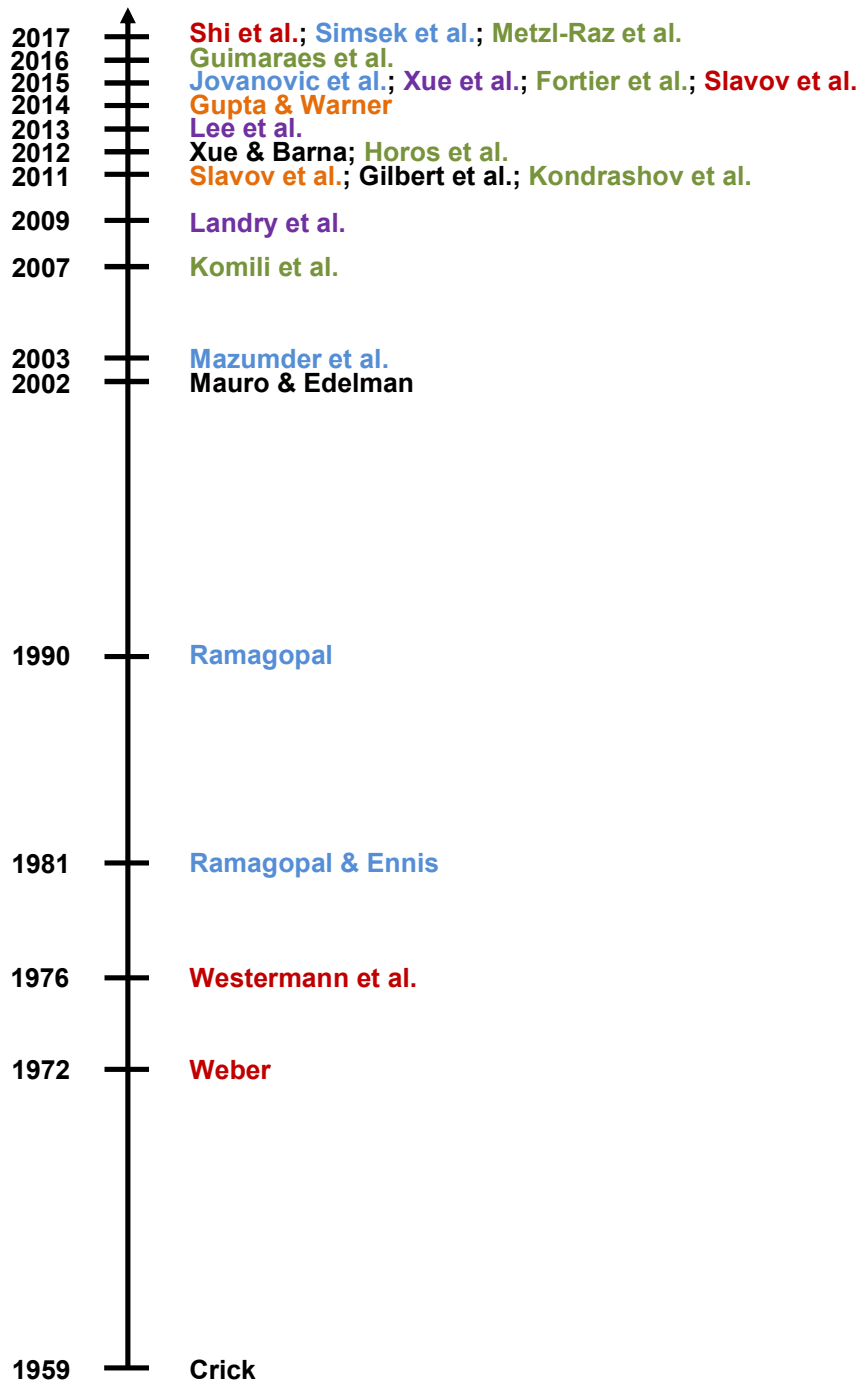 2017 Shi et al.; Simsek et al.; Metzl-Raz et al.
2016 Guimaraes et al.
2015 Jovanovic et al.; Xue et al.; Fortier et al.; Slavov et al.
2014 Gupta & Warner
2013 Lee et al.
2012 Xue & Barna; Horos et al.
2011 Slavov et al.; Gilbert et al.; Kondrashov et al.
2009 Landry et al.
2007 Komili et al.
2003 Mazumder et al.
2002 Mauro & Edelman
1990 Ramagopal
1981 Ramagopal & Ennis
1976 Westermann et al.
1972 Weber
1959 Crick